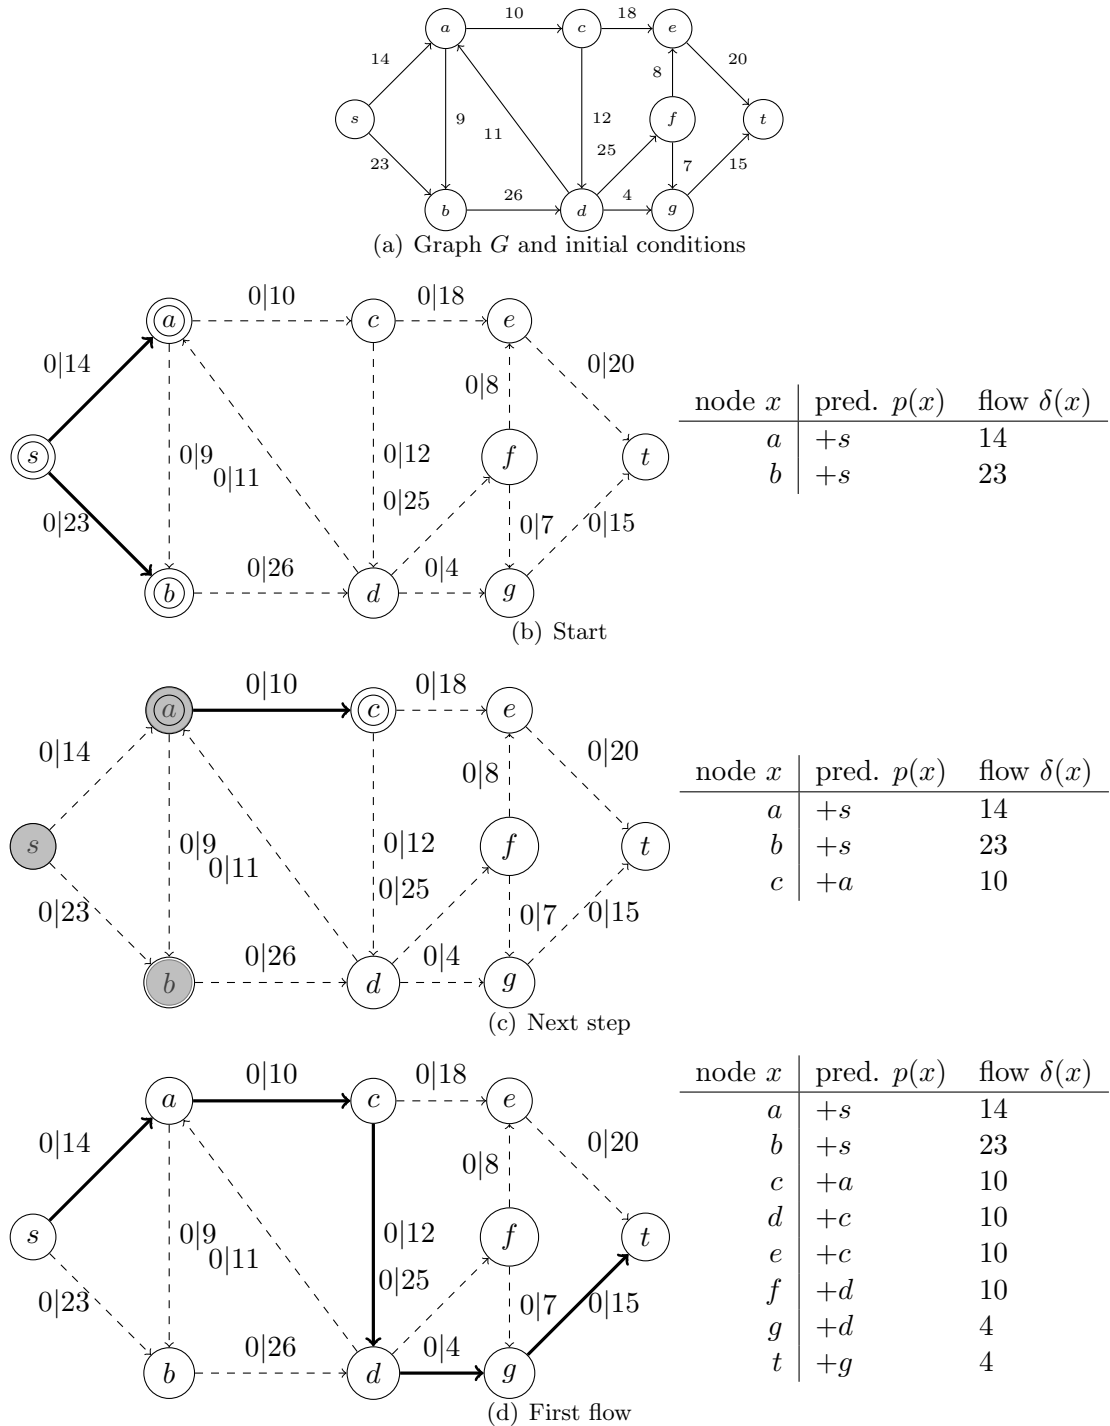 a 10 c 18 e
14 20
8
s 9 11 12 f t
25
23 7 15
26 4
b d g
(a) Graph G and initial conditions
0|10 0|18
a c e
0|14 0|20
0|8
node x pred. p(x) flow δ(x)
a +s 14
b +s 23
s 0|9 0|12 f t
0|11
0|25
0|23 0|7 0|15
0|26 0|4
b d g
(b) Start
0|10 0|18
a c e
0|14 0|20
0|8
node x pred. p(x) flow δ(x)
a +s 14
b +s 23
c +a 10
s 0|9 0|12 f t
0|11
0|25
0|23 0|7 0|15
0|26 0|4
b d g
(c) Next step
0|10 0|18
a c e
0|14 0|20
0|8
node x pred. p(x) flow δ(x)
a +s 14
b +s 23
c +a 10
d +c 10
e +c 10
f +d 10
g +d 4
t +g 4
s 0|9 0|12 f t
0|11
0|25
0|23 0|7 0|15
0|26 0|4
b d g
(d) First flow